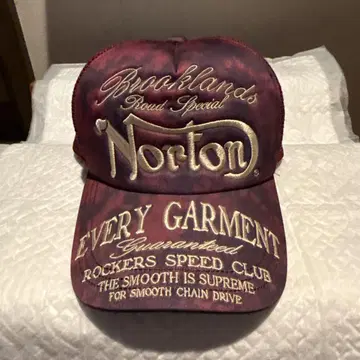 Brooklands
Road Special
Norton
EVERY GARMENT
Guaranteed
ROCKERS SPEED CLUB
THE SMOOTH IS SUPREME
FOR SMOOTH CHAIN DRIVE